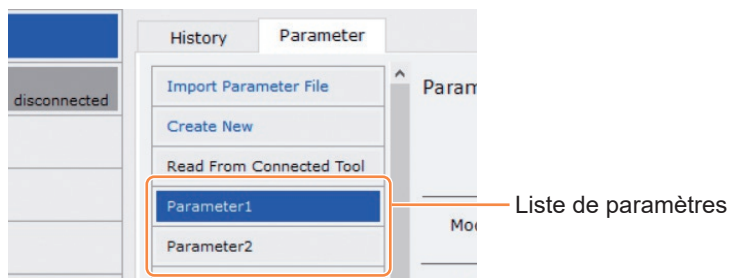 History Parameter
disconnected
Import Parameter File
Create New
Read From Connected Tool
Parameter1
Parameter2
Liste de paramètres